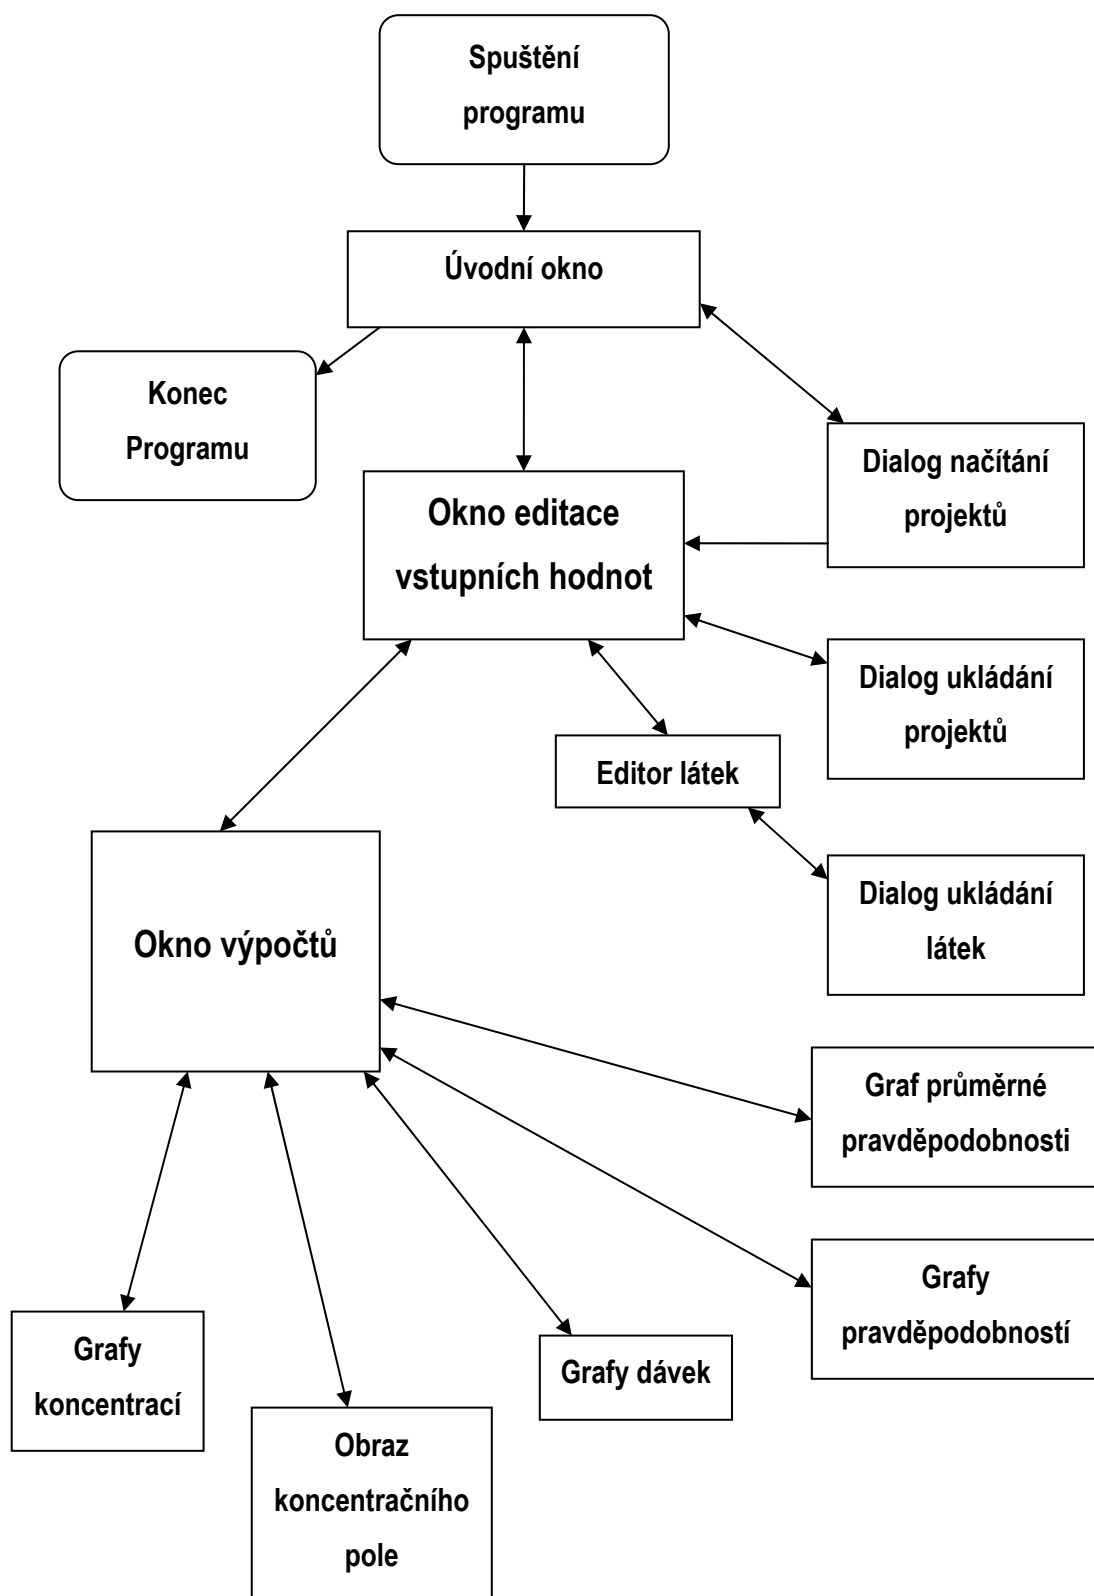 Spuštění
programu
Úvodní okno
Konec
Programu
Dialog načítání
projektů
Okno editace
vstupních hodnot
Dialog ukládání
projektů
Editor látek
Dialog ukládání
látek
Okno výpočtů
Graf průměrné
pravděpodobnosti
Grafy
pravděpodobností
Grafy
koncentrací
Grafy dávek
Obraz
koncentračního
pole